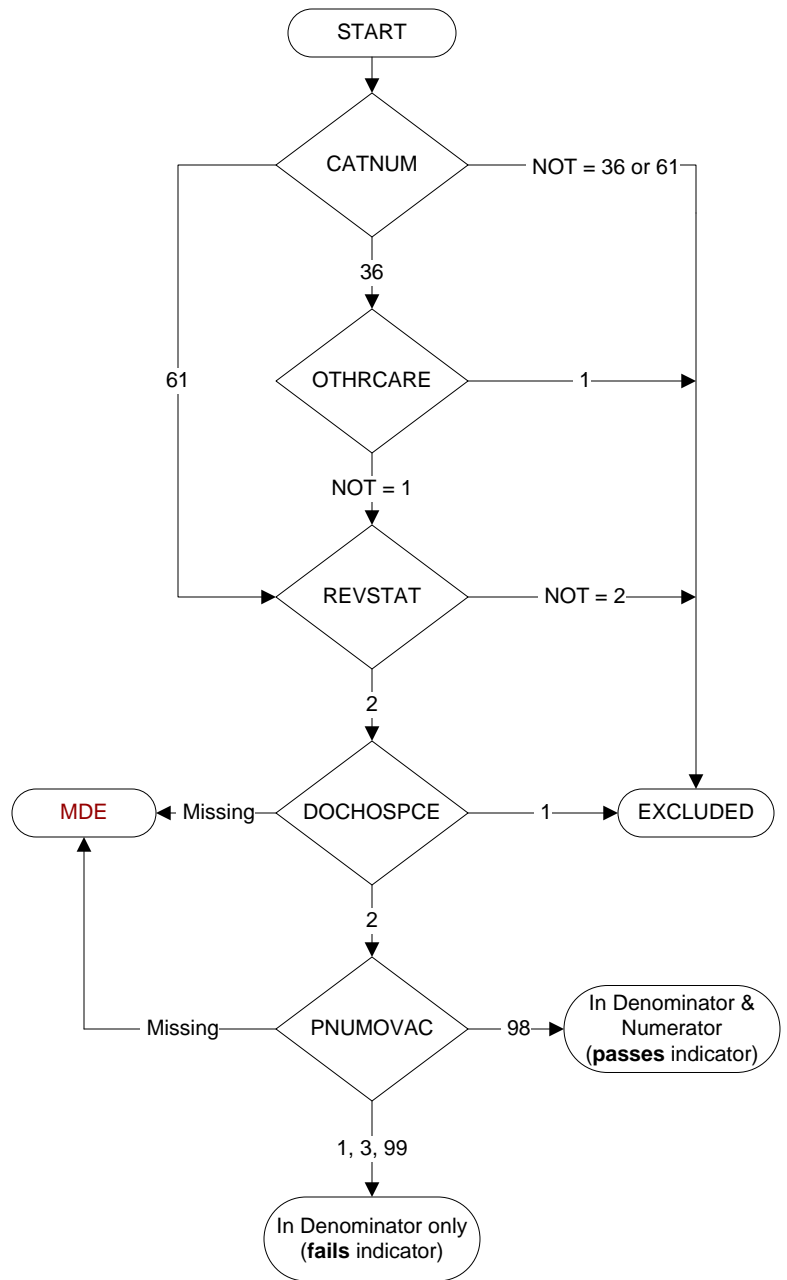 START
CATNUM
NOT = 36 or 61
36
61
OTHRCARE
1
NOT = 1
REVSTAT
NOT = 2
2
MDE
Missing
DOCHOSPCE
1
EXCLUDED
2
Missing
PNUMOVAC
98
In Denominator &
Numerator
(passes indicator)
1, 3, 99
In Denominator only
(fails indicator)